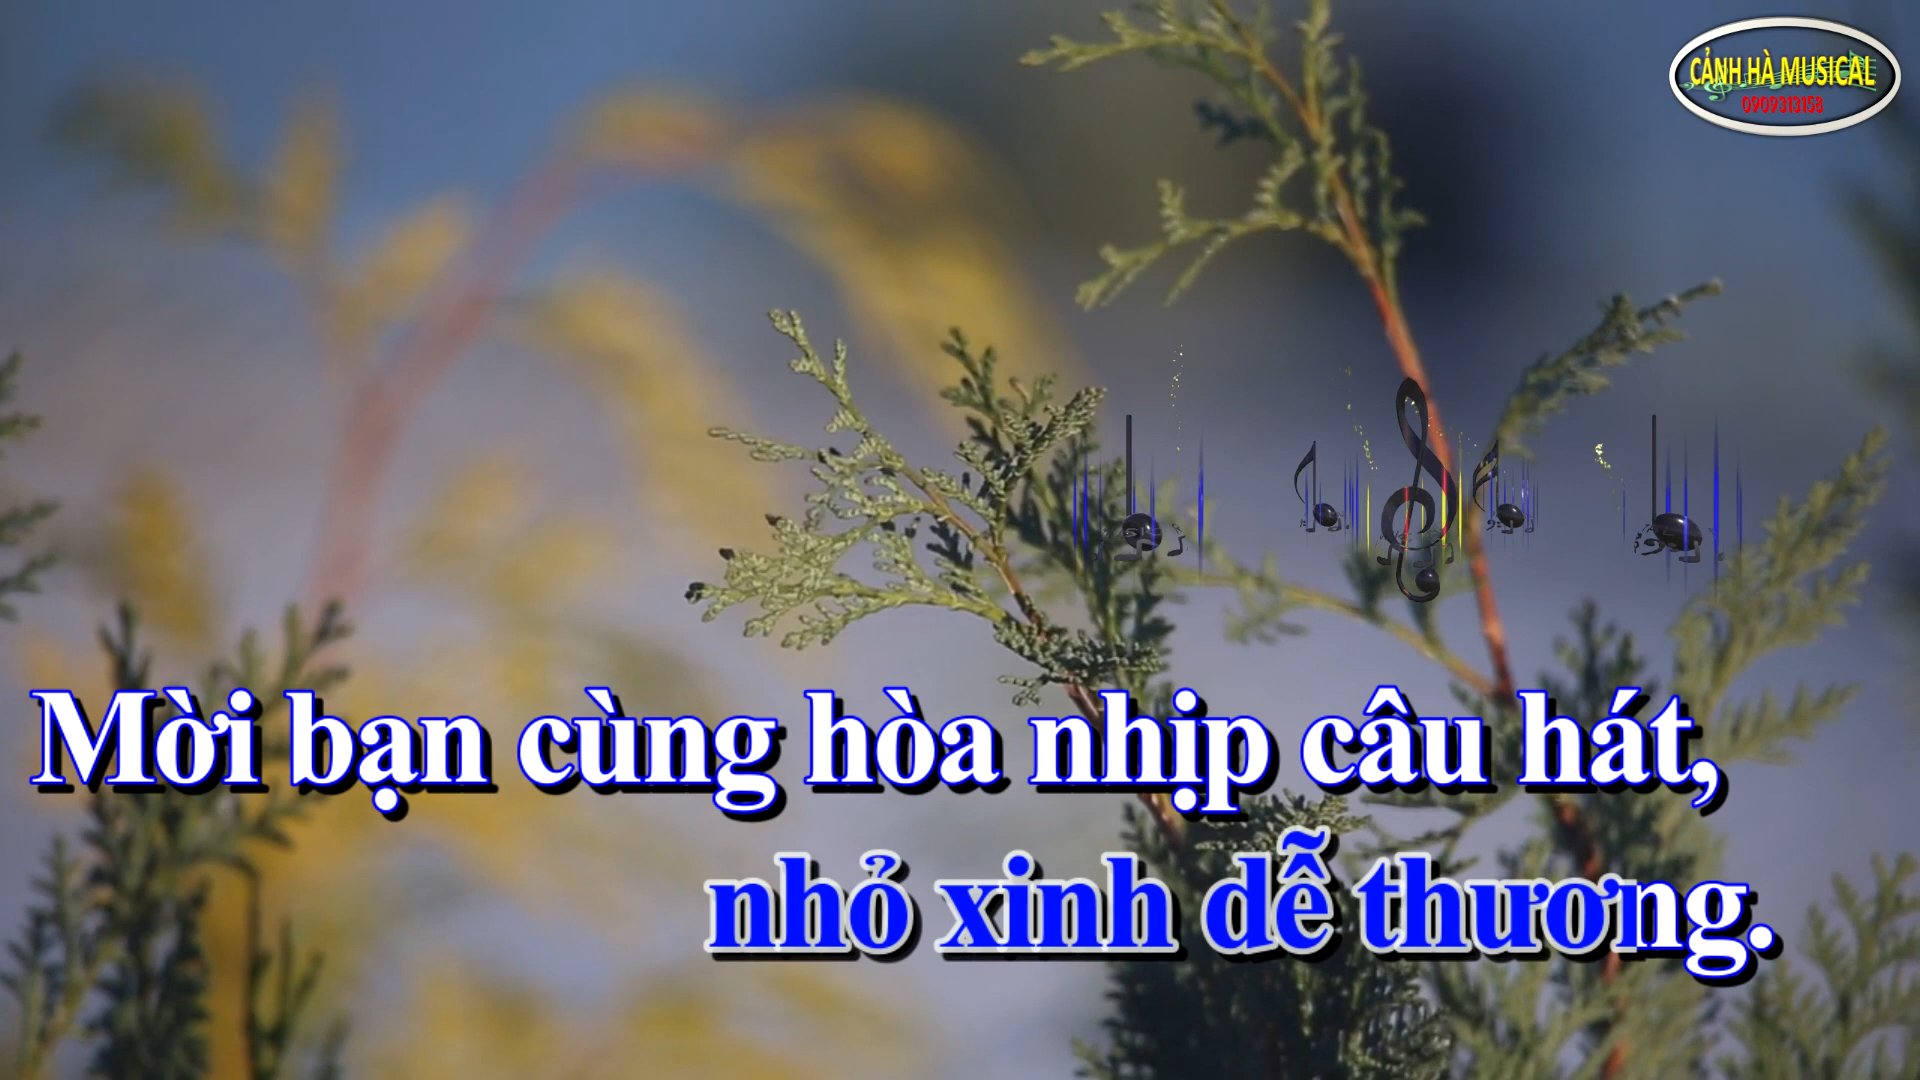 CẢNH HÀ MUSICAL
0909313158
Mời bạn cùng hòa nhịp câu hát,
nhỏ xinh dễ thương.